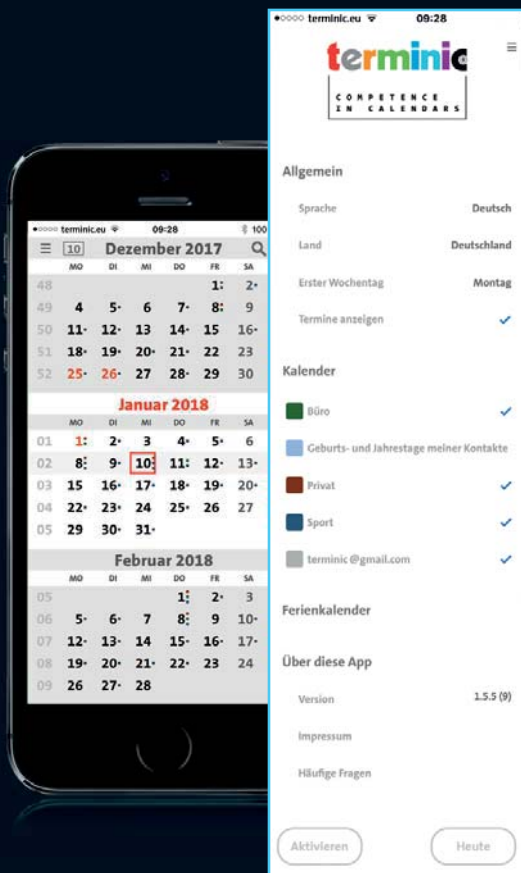 terminic.eu 09:28 100
10 Dezember 2017
MO DI MI DO FR SA
48 1 2
49 4 5 6 7 8 9
50 11 12 13 14 15 16
51 18 19 20 21 22 23
52 25 26 27 28 29 30
Januar 2018
MO DI MI DO FR SA
01 1 2 3 4 5 6
02 8 9 10 11 12 13
03 15 16 17 18 19 20
04 22 23 24 25 26 27
05 29 30 31
Februar 2018
MO DI MI DO FR SA
05 1 2 3
06 5 6 7 8 9 10
07 12 13 14 15 16 17
08 19 20 21 22 23 24
09 26 27 28
terminic.eu 09:28
terminic
COMPETENCE
IN CALENDARS
Allgemein
Sprache Deutsch
Land Deutschland
Erster Wochentag Montag
Termine anzeigen
Kalender
Büro
Geburts- und Jahrestage meiner Kontakte
Privat
Sport
terminic@gmail.com
Ferienkalender
Über diese App
Version 1.5.5 (9)
Impressum
Häufige Fragen
Aktivieren Heute